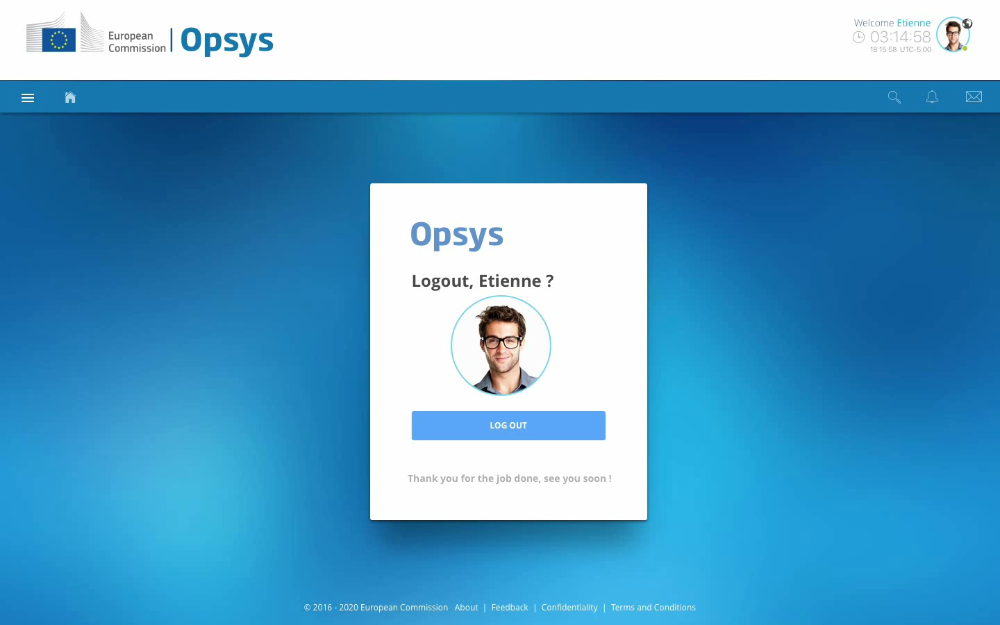 European
Commission
Opsys
Welcome Etienne
03:14:58
18:15:58 UTC-5:00
Opsys
Logout, Etienne ?
LOG OUT
Thank you for the job done, see you soon !
© 2016 - 2020 European Commission About | Feedback | Confidentiality | Terms and Conditions